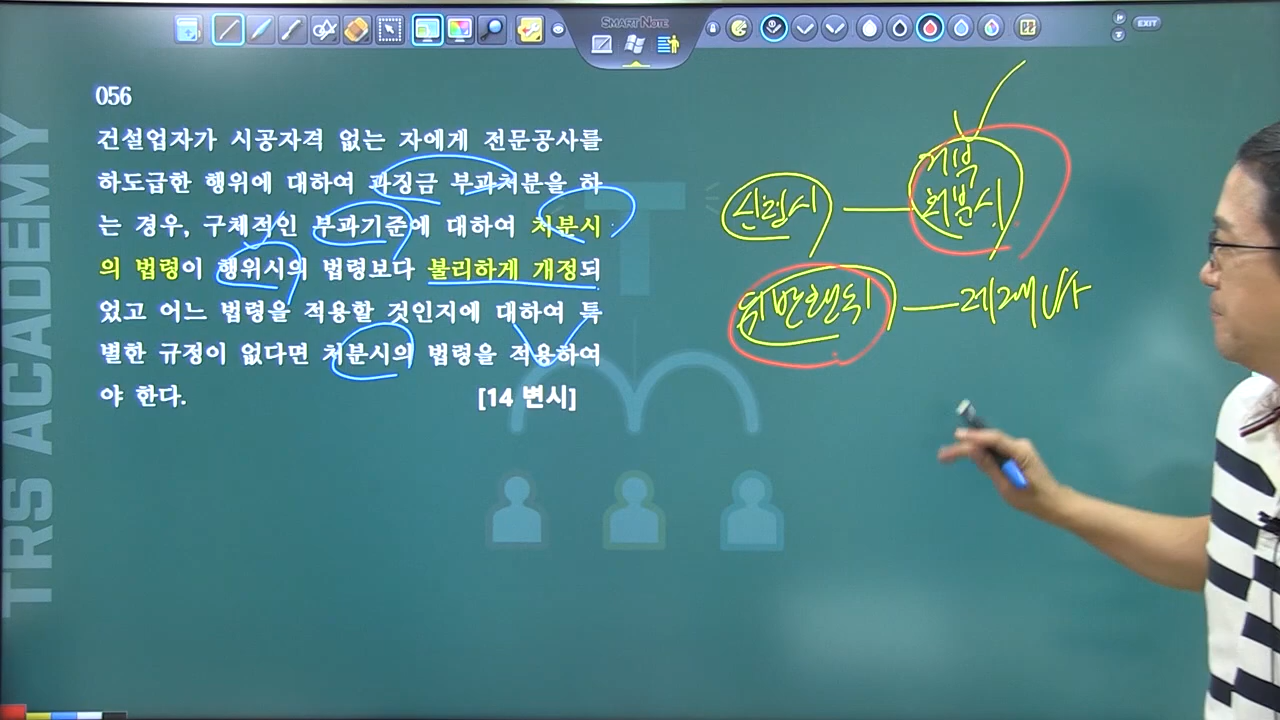 SMART NOTE
EXIT
056
건설업자가 시공자격 없는 자에게 전문공사를
하도급한 행위에 대하여 과징금 부과처분을 하
는 경우, 구체적인 부과기준에 대하여 처분시
의 법령이 행위시의 법령보다 불리하게 개정되
었고 어느 법령을 적용할 것인지에 대하여 특
별한 규정이 없다면 처분시의 법령을 적용하여
야 한다.
[14 변시]
신청시
거부
처분시
위반행위
제재
TRS ACADEMY